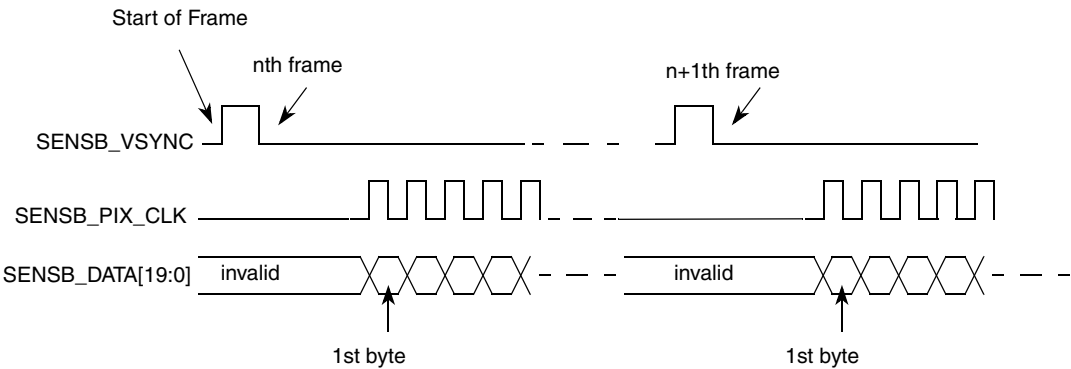 Start of Frame
nth frame
n+1th frame
SENSB_VSYNC
SENSB_PIX_CLK
SENSB_DATA[19:0]
invalid
invalid
1st byte
1st byte